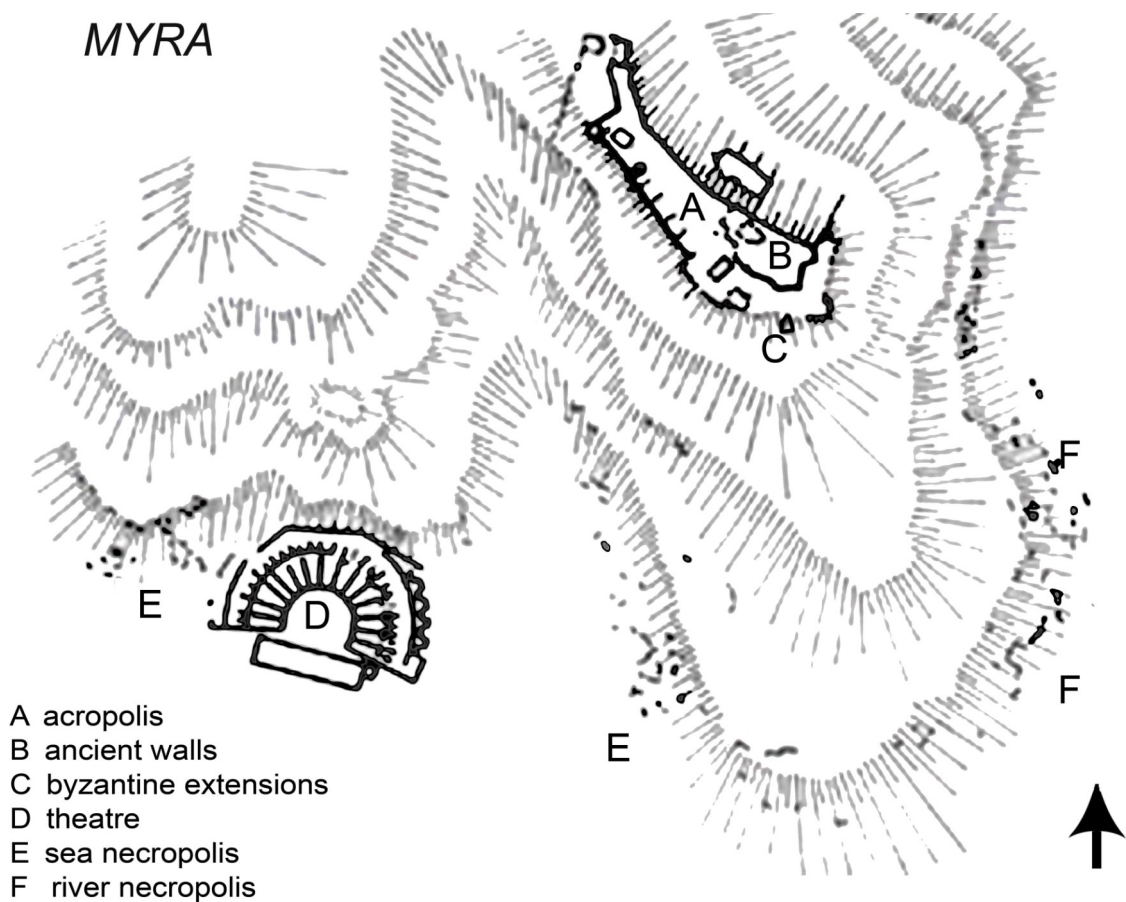 MYRA
A
B
C
F
E
D
F
E
A acropolis
B ancient walls
C byzantine extensions
D theatre
E sea necropolis
F river necropolis